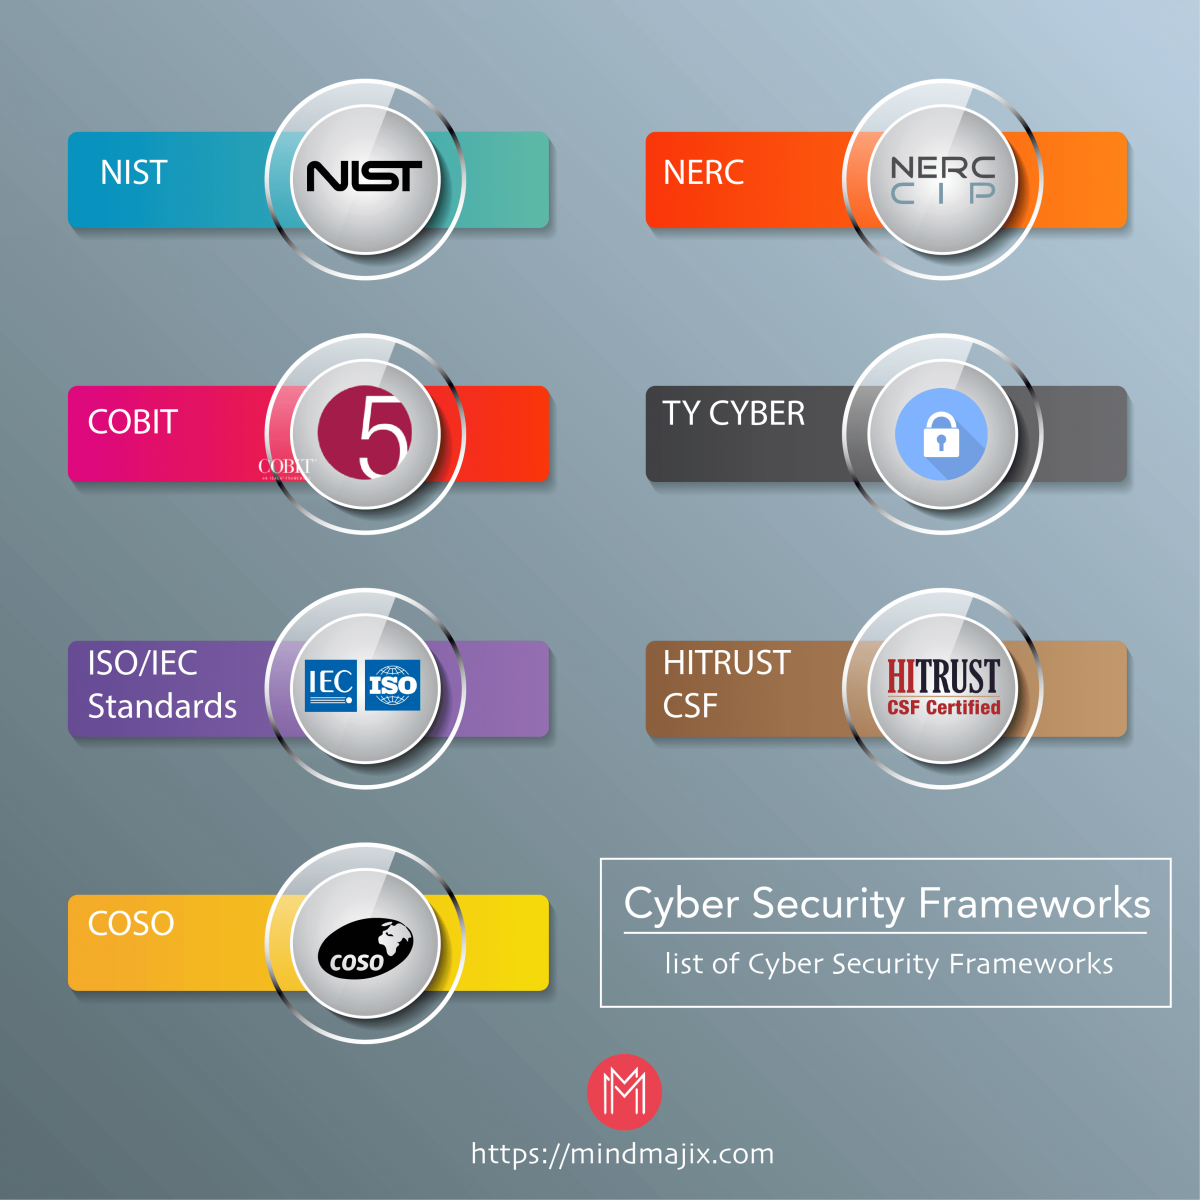 NIST
NIST
NERC
NERC
CIP
COBIT
5
COBIT
TY CYBER
ISO/IEC
Standards
IEC
ISO
HITRUST
CSF
HITRUST
CSF Certified
COSO
COSO
Cyber Security Frameworks
list of Cyber Security Frameworks
https://mindmajix.com